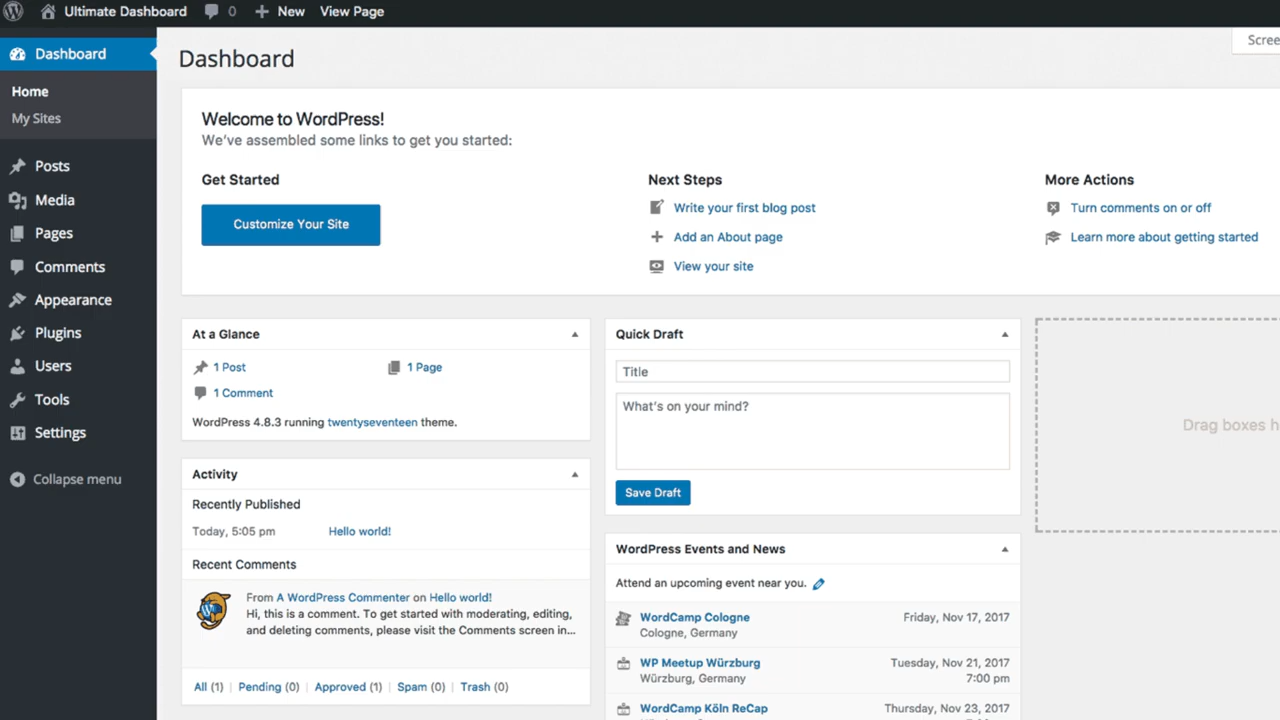 Ultimate Dashboard 0 New View Page
Dashboard
Home
My Sites
Posts
Media
Pages
Comments
Appearance
Plugins
Users
Tools
Settings
Collapse menu
Dashboard
Scree
Welcome to WordPress!
We've assembled some links to get you started:
Get Started
Customize Your Site
Next Steps
Write your first blog post
Add an About page
View your site
More Actions
Turn comments on or off
Learn more about getting started
At a Glance
1 Post
1 Page
1 Comment
WordPress 4.8.3 running twentyseventeen theme.
Activity
Recently Published
Today, 5:05 pm Hello world!
Recent Comments
From A WordPress Commenter on Hello world!
Hi, this is a comment. To get started with moderating, editing,
and deleting comments, please visit the Comments screen in...
All (1) | Pending (0) | Approved (1) | Spam (0) | Trash (0)
Quick Draft
Title
What's on your mind?
Save Draft
WordPress Events and News
Attend an upcoming event near you.
WordCamp Cologne Friday, Nov 17, 2017
Cologne, Germany
WP Meetup Würzburg Tuesday, Nov 21, 2017
Würzburg, Germany 7:00 pm
WordCamp Köln ReCap Thursday, Nov 23, 2017
Drag boxes h